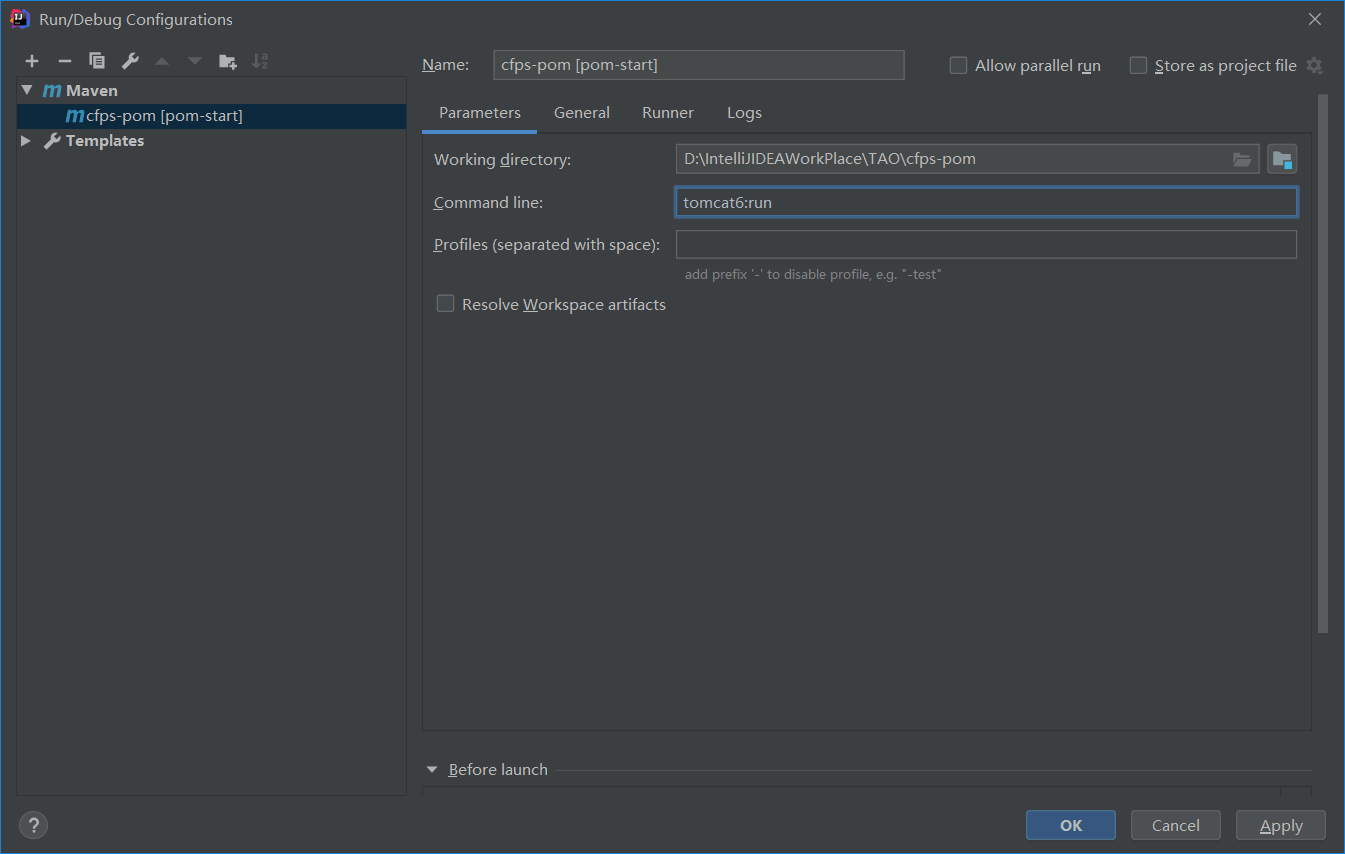 Run/Debug Configurations
Name: cfps-pom [pom-start] Allow parallel run Store as project file
Maven
cfps-pom [pom-start]
Templates
Parameters General Runner Logs
Working directory: D:\IntelliJIDEAWorkPlace\TAO\cfps-pom
Command line: tomcat6:run
Profiles (separated with space):
add prefix '-' to disable profile, e.g. "-test"
Resolve Workspace artifacts
Before launch
? OK Cancel Apply